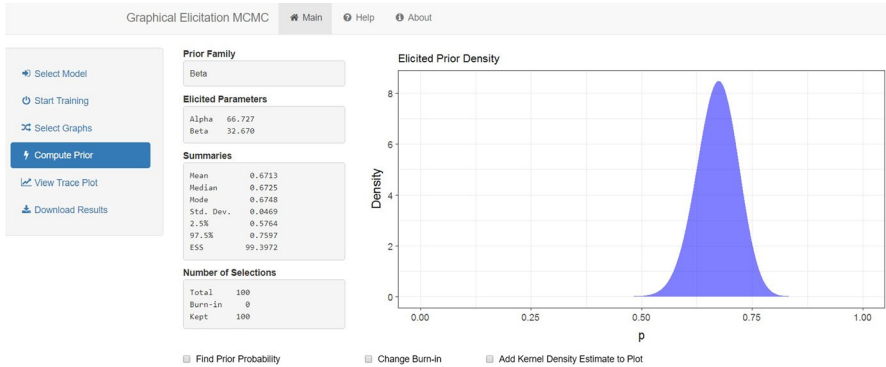 Graphical Elicitation MCMC
Main
Help
About
Select Model
Start Training
Select Graphs
Compute Prior
View Trace Plot
Download Results
Prior Family
Beta
Elicited Parameters
Alpha 66.727
Beta 32.670
Summaries
Mean 0.6713
Median 0.6725
Mode 0.6748
Std. Dev. 0.0469
2.5% 0.5764
97.5% 0.7597
ESS 99.3972
Number of Selections
Total 100
Burn-in 0
Kept 100
Elicited Prior Density
Density
8
6
4
2
0
0.00 0.25 0.50 0.75 1.00
p
Find Prior Probability
Change Burn-in
Add Kernel Density Estimate to Plot